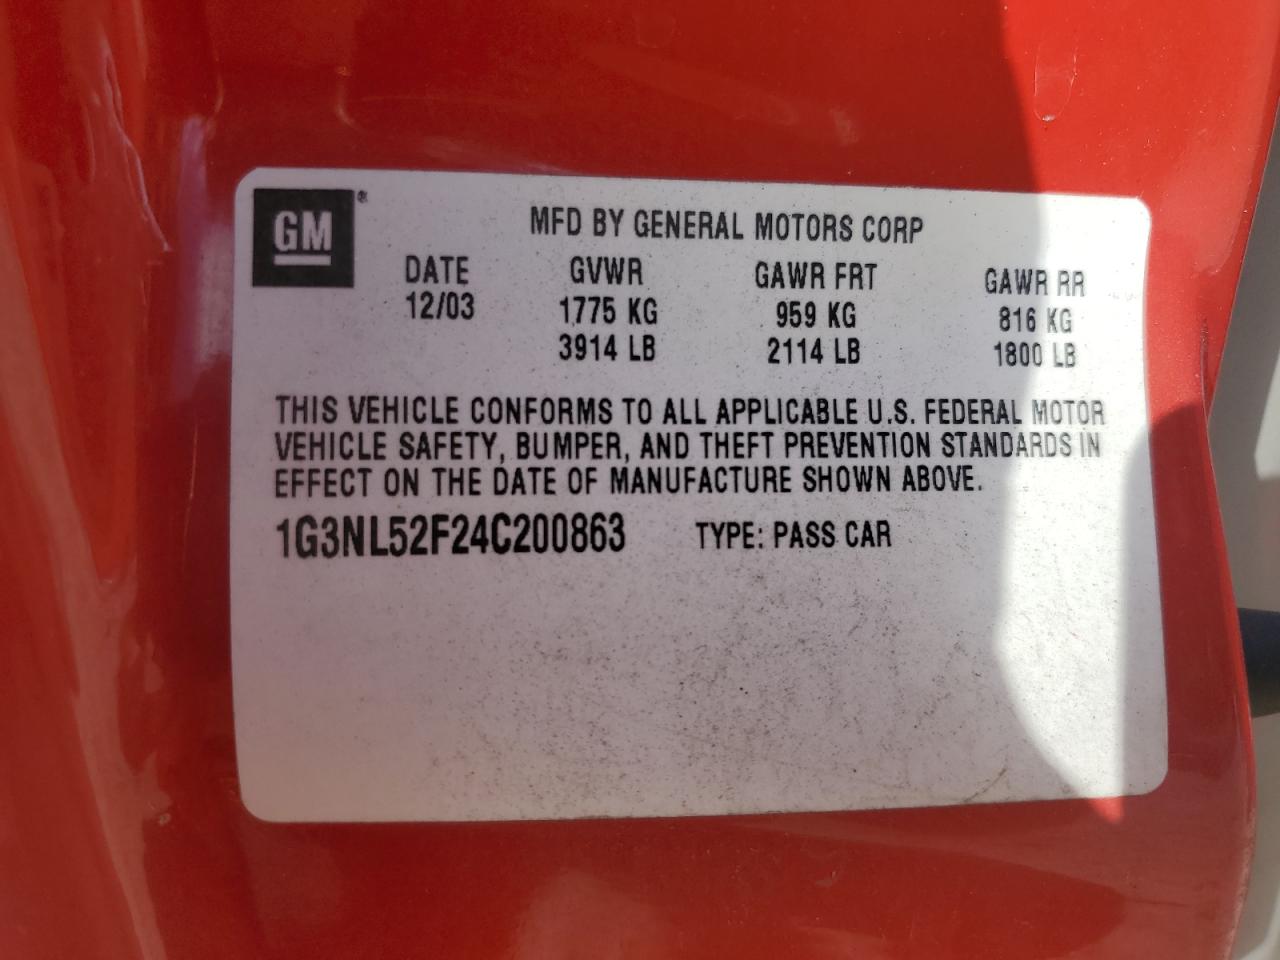 GM®
MFD BY GENERAL MOTORS CORP
DATE GVWR GAWR FRT GAWR RR
12/03 1775 KG 959 KG 816 KG
3914 LB 2114 LB 1800 LB
THIS VEHICLE CONFORMS TO ALL APPLICABLE U.S. FEDERAL MOTOR
VEHICLE SAFETY, BUMPER, AND THEFT PREVENTION STANDARDS IN
EFFECT ON THE DATE OF MANUFACTURE SHOWN ABOVE.
1G3NL52F24C200863 TYPE: PASS CAR